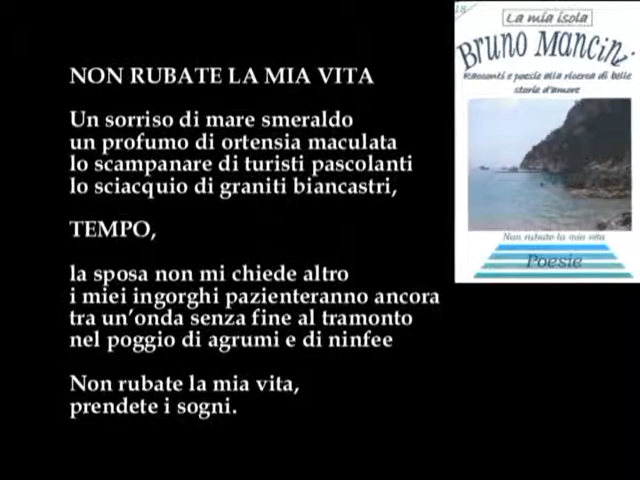 NON RUBATE LA MIA VITA
Un sorriso di mare smeraldo
un profumo di ortensia maculata
lo scampanare di turisti pascolanti
lo sciacquio di graniti biancastri,
TEMPO,
la sposa non mi chiede altro
i miei ingorghi pazienteranno ancora
tra un'onda senza fine al tramonto
nel poggio di agrumi e di ninfee
Non rubate la mia vita,
prendete i sogni.
18
La mia isola
Bruno Mancini
Racconti e poesie alla ricerca di belle
storie d'amore
Non rubate la mia vita
Poesie